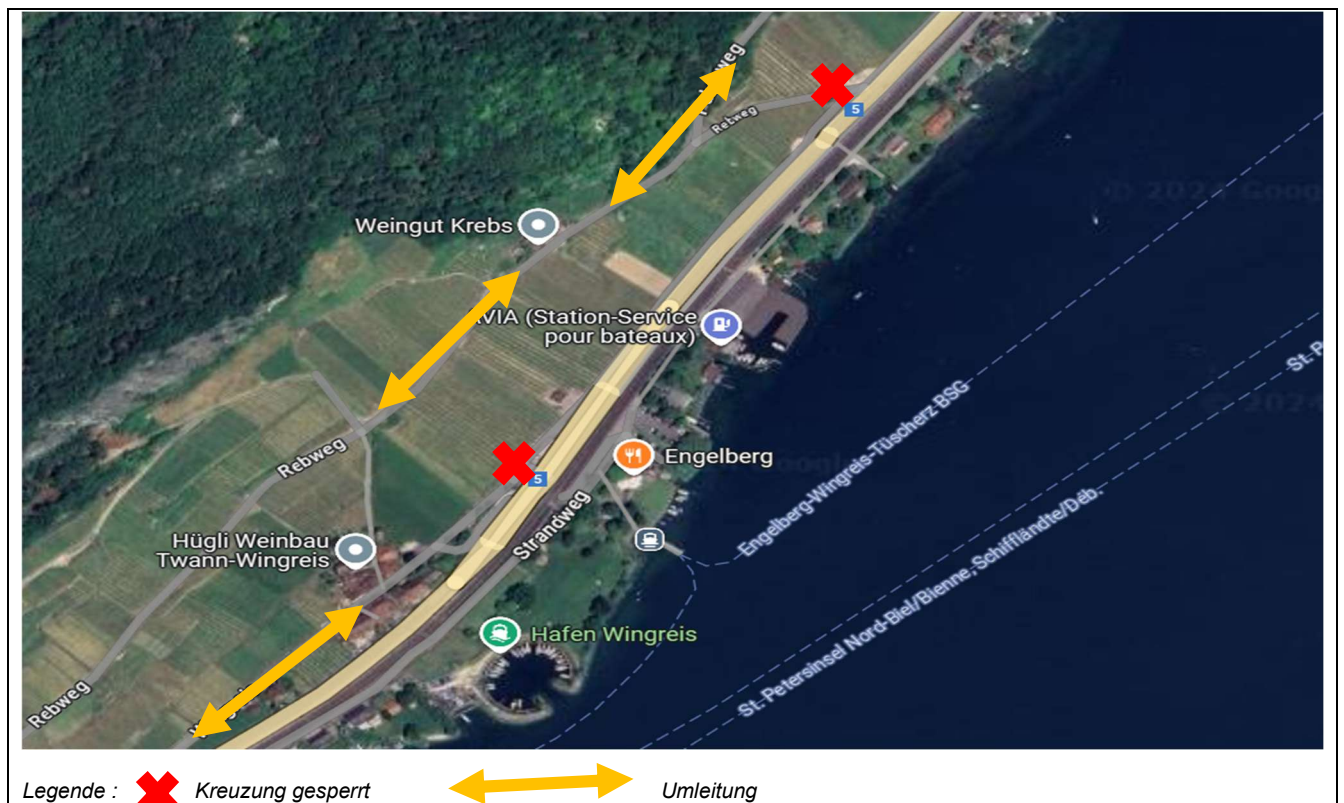 Rebweg
5
Weingut Krebs
AVIA (Station-Service
pour bateaux)
Rebweg
5
Engelberg
Strandweg
Hügli Weinbau
Twann-Wingreis
Hafen Wingreis
Engelberg-Wingreis-Tüscherz BSG
St. Petersinsel Nord-Biel/Bienne, Schifflände/Déb.
St. P
Rebweg
Legende : Kreuzung gesperrt Umleitung